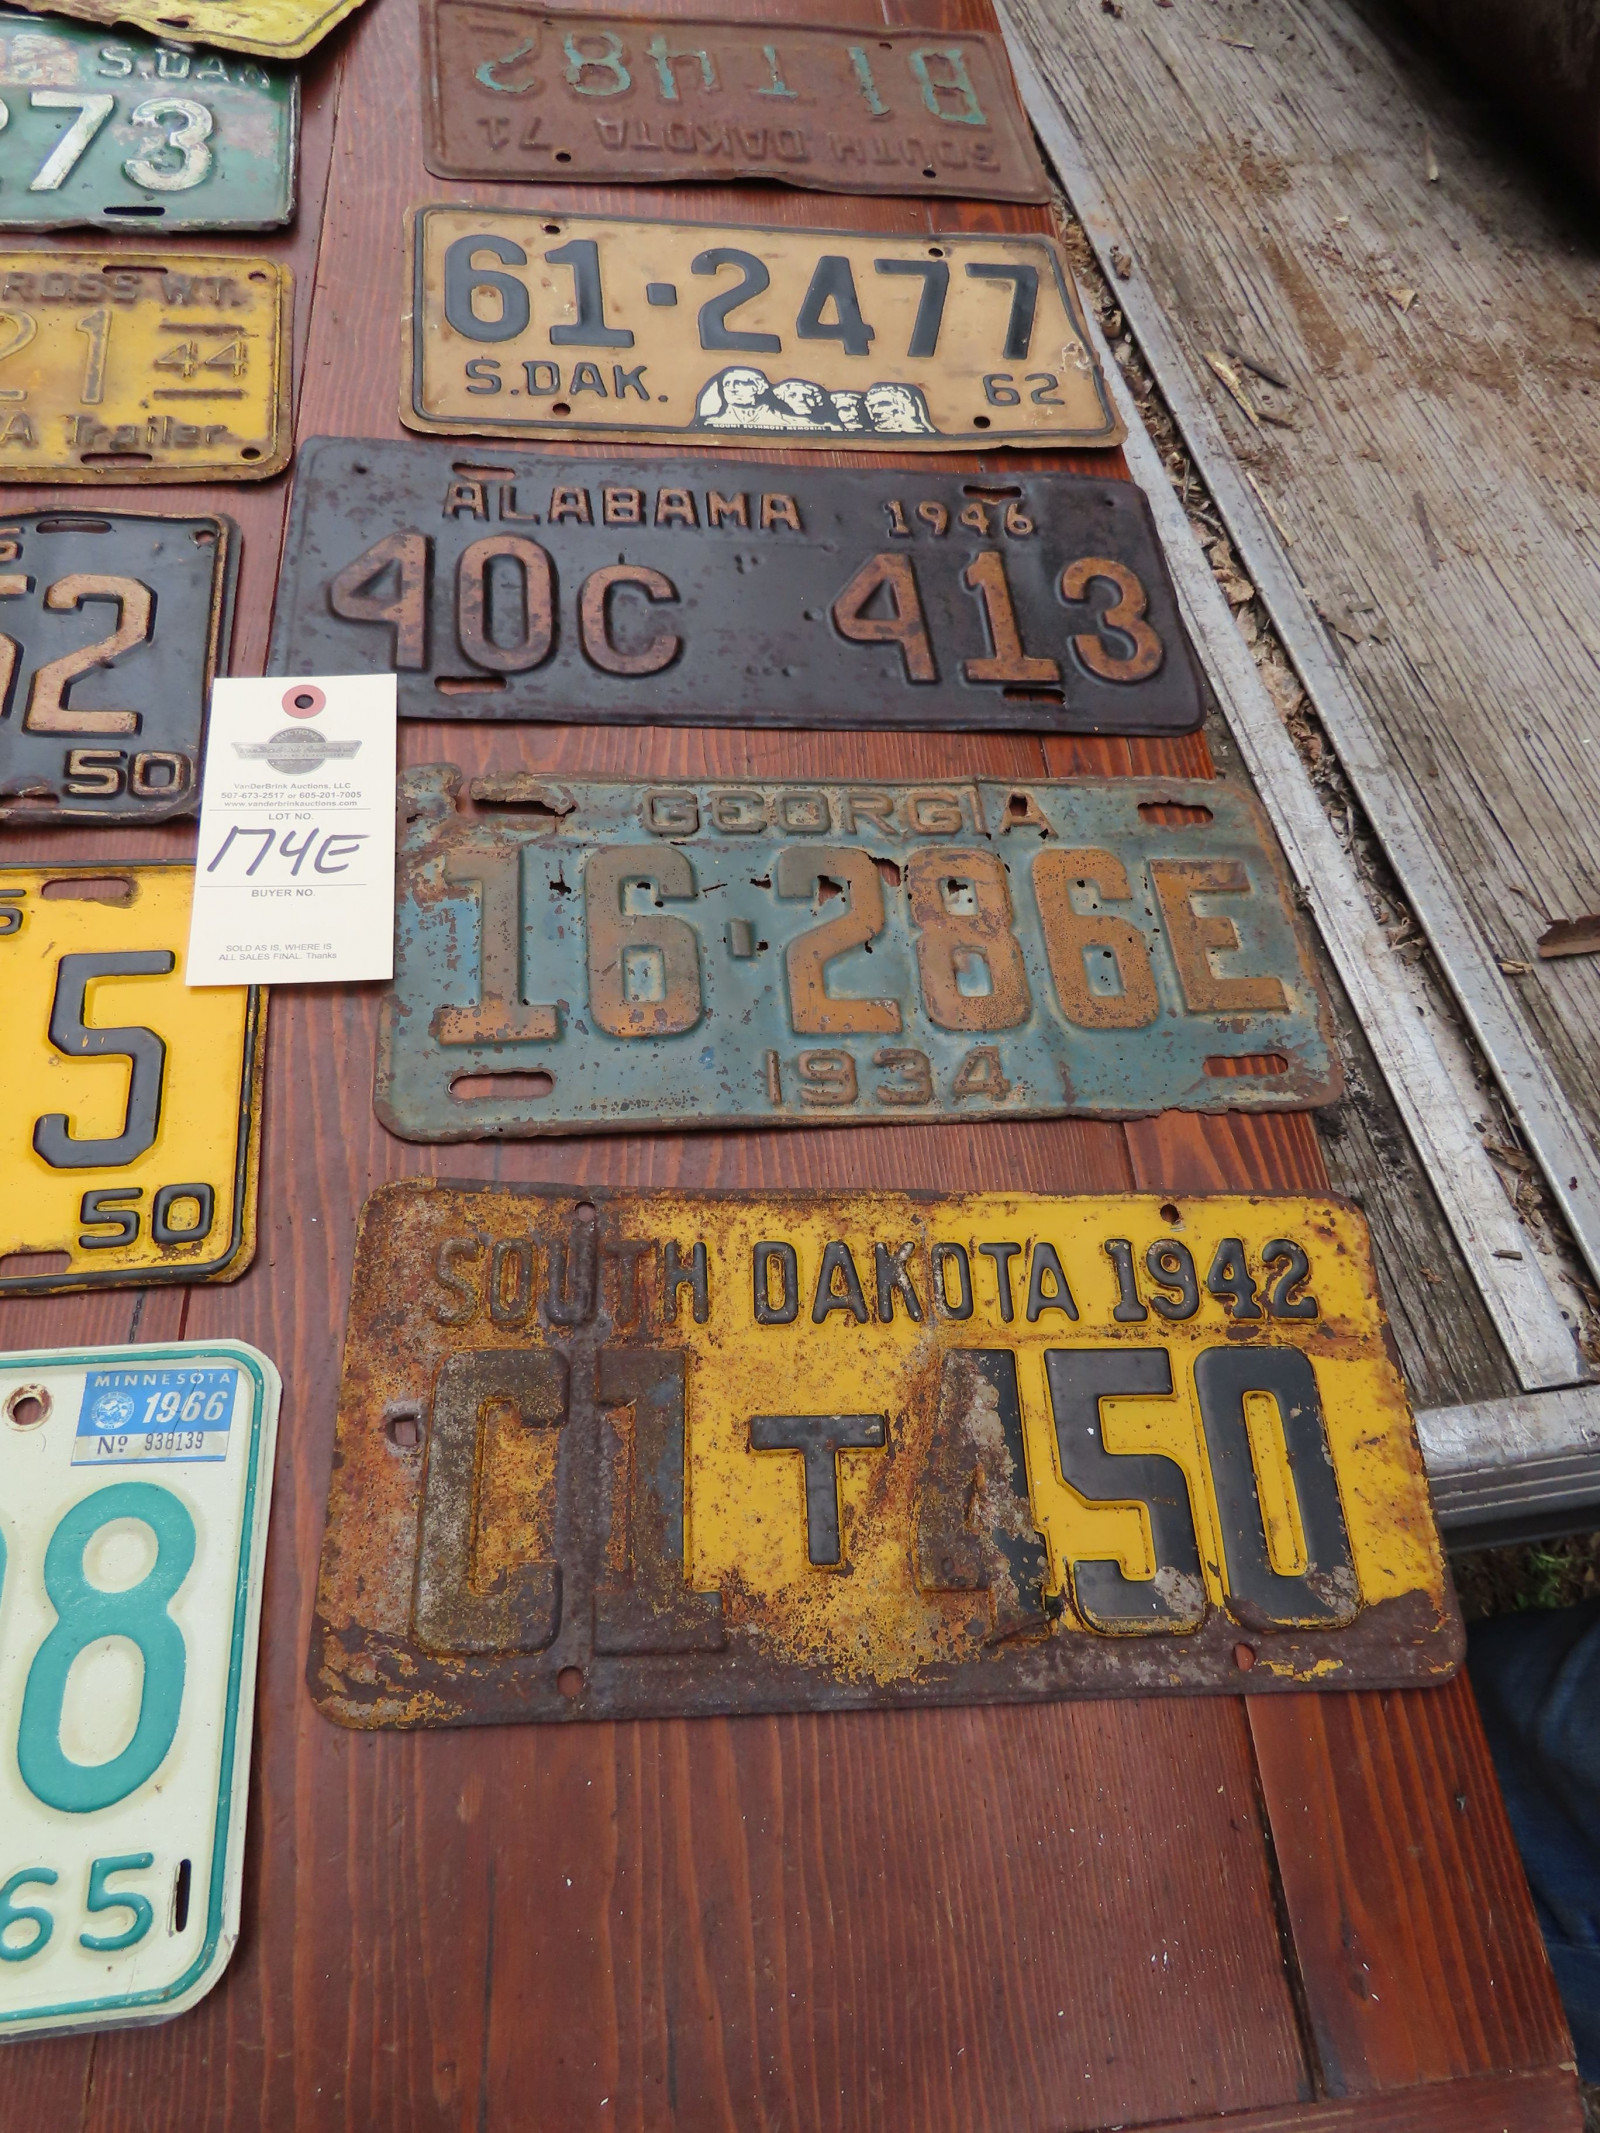 S.DAK
273
ROSS WT.
21
44
A Trailer
52
50
5
50
MINNESOTA
1966
No 938139
8
65
BIT482
SOUTH DAKOTA 71
61-2477
S.DAK.
MOUNT RUSHMORE MEMORIAL
62
ALABAMA 1946
40C 413
VanDerBrink Auctions, LLC
507-673-2517 or 605-201-7005
www.vanderbrinkauctions.com
LOT NO.
174E
BUYER NO.
SOLD AS IS, WHERE IS
ALL SALES FINAL. Thanks
GEORGIA
16-286E
1934
SOUTH DAKOTA 1942
C1 T 450